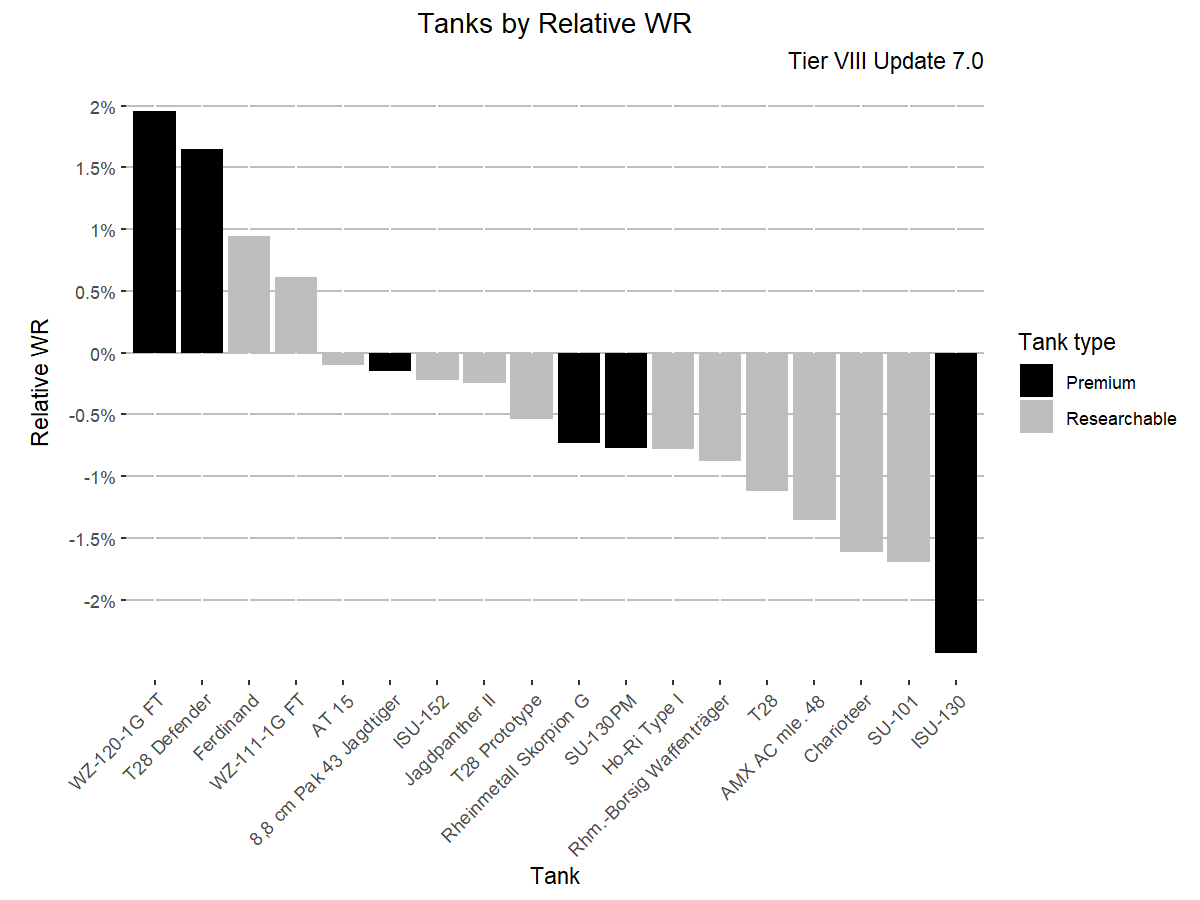 Tanks by Relative WR
Tier VIII Update 7.0
2%
1.5%
1%
0.5%
0%
-0.5%
-1%
-1.5%
-2%
Relative WR
WZ-120-1G FT
T28 Defender
Ferdinand
WZ-111-1G FT
AT 15
8,8 cm Pak 43 Jagdtiger
ISU-152
Jagdpanther II
T28 Prototype
Rheinmetall Skorpion G
SU-130PM
Ho-Ri Type I
Rhm.-Borsig Waffenträger
T28
AMX AC mle. 48
Charioteer
SU-101
ISU-130
Tank
Tank type
Premium
Researchable